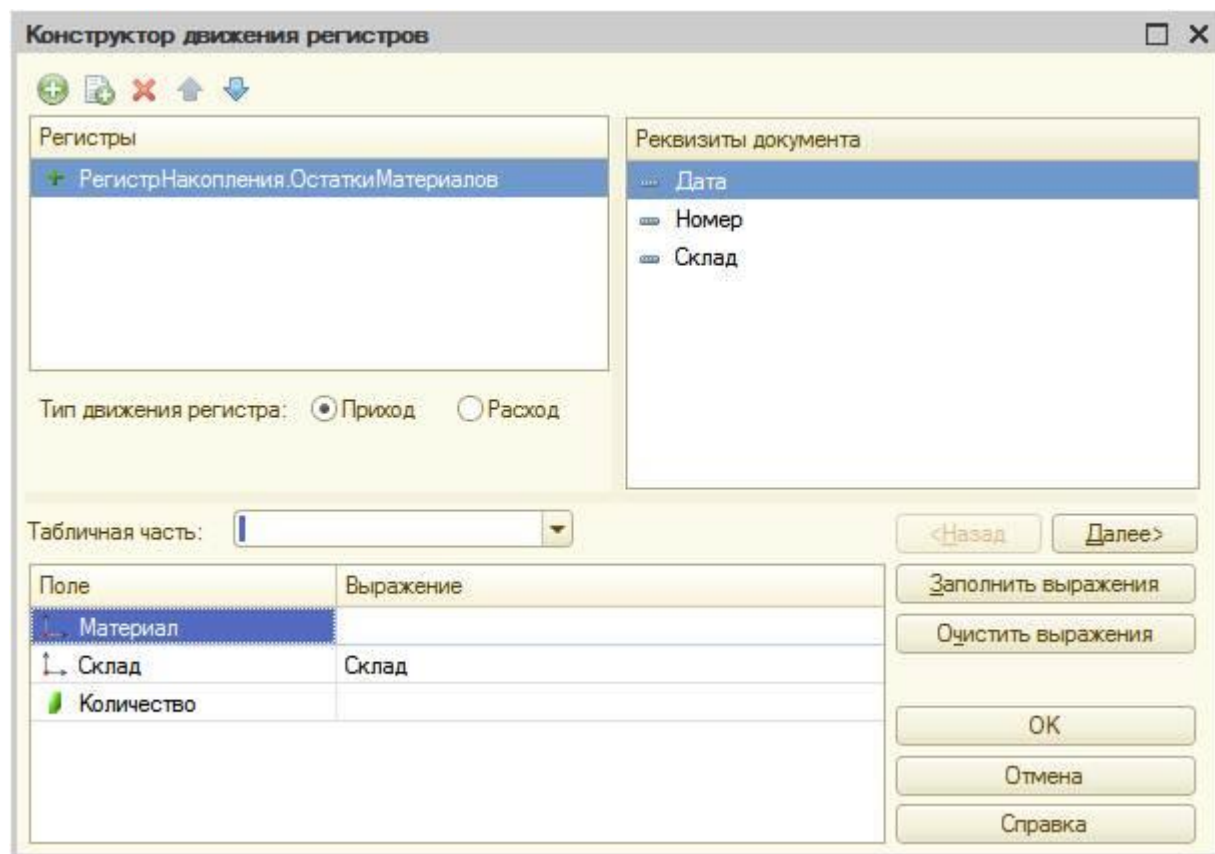 Конструктор движения регистров
Регистры
РегистрНакопления.ОстаткиМатериалов
Реквизиты документа
Дата
Номер
Склад
Тип движения регистра: Приход Расход
Табличная часть:
<Назад Далее>
Поле Выражение
Заполнить выражения
Материал
Очистить выражения
Склад Склад
Количество
OK
Отмена
Справка